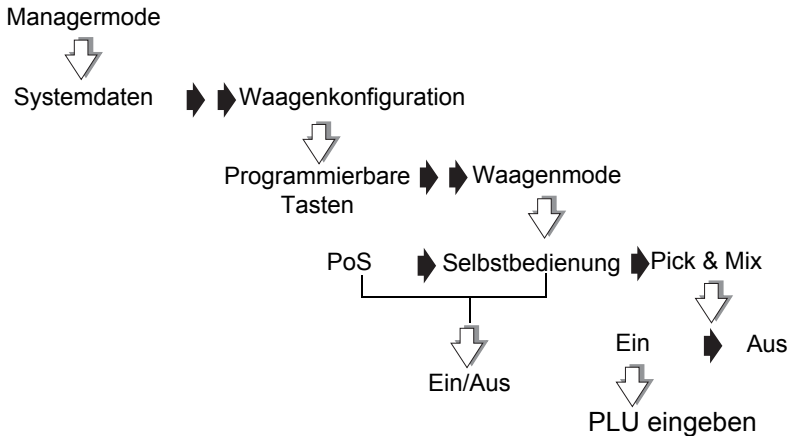 Managermode
Systemdaten
Waagenkonfiguration
Programmierbare
Tasten
Waagenmode
PoS
Selbstbedienung
Pick & Mix
Ein
Aus
Ein/Aus
PLU eingeben